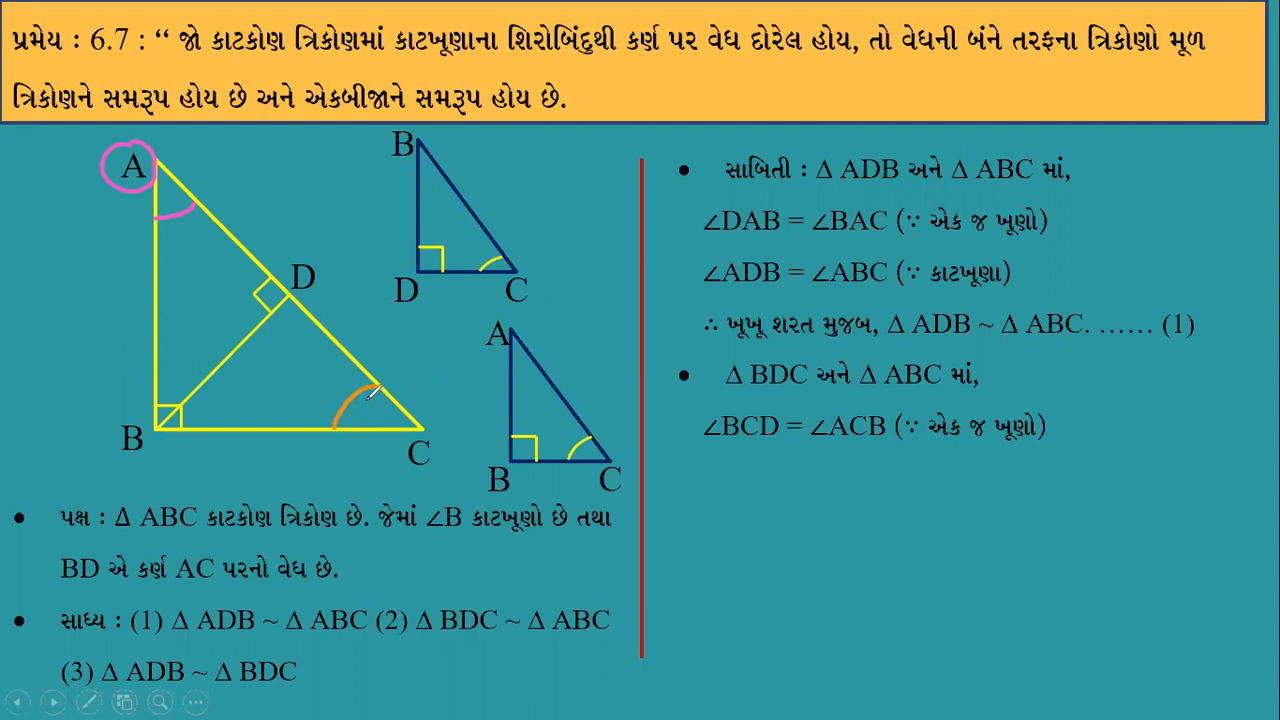 પ્રમેય : 6.7 : “ જો કાટકોણ ત્રિકોણમાં કાટખૂણાના શિરોબિંદુથી કર્ણ પર વેધ દોરેલ હોય, તો વેધની બંને તરફના ત્રિકોણો મૂળ
ત્રિકોણને સમરૂપ હોય છે અને એકબીજાને સમરૂપ હોય છે.
A
D
B
C
B
D
C
A
B
C
• પક્ષ : Δ ABC કાટકોણ ત્રિકોણ છે. જેમાં ∠B કાટખૂણો છે તથા
BD એ કર્ણ AC પરનો વેધ છે.
• સાધ્ય : (1) Δ ADB ~ Δ ABC (2) Δ BDC ~ Δ ABC
(3) Δ ADB ~ Δ BDC
• સાબિતી : Δ ADB અને Δ ABC માં,
∠DAB = ∠BAC (∵ એક જ ખૂણો)
∠ADB = ∠ABC (∵ કાટખૂણા)
∴ ખૂખૂ શરત મુજબ, Δ ADB ~ Δ ABC. …… (1)
• Δ BDC અને Δ ABC માં,
∠BCD = ∠ACB (∵ એક જ ખૂણો)